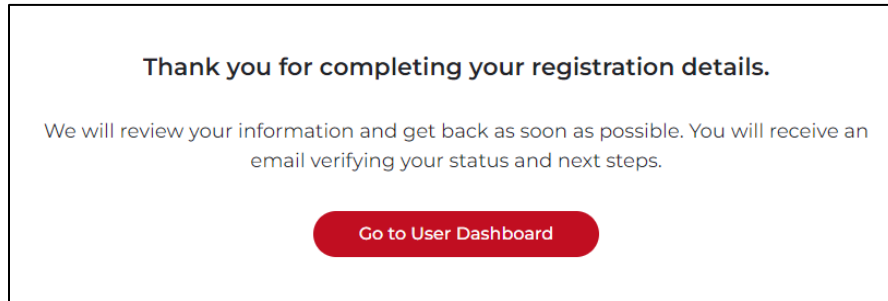 Thank you for completing your registration details.
We will review your information and get back as soon as possible. You will receive an
email verifying your status and next steps.
Go to User Dashboard